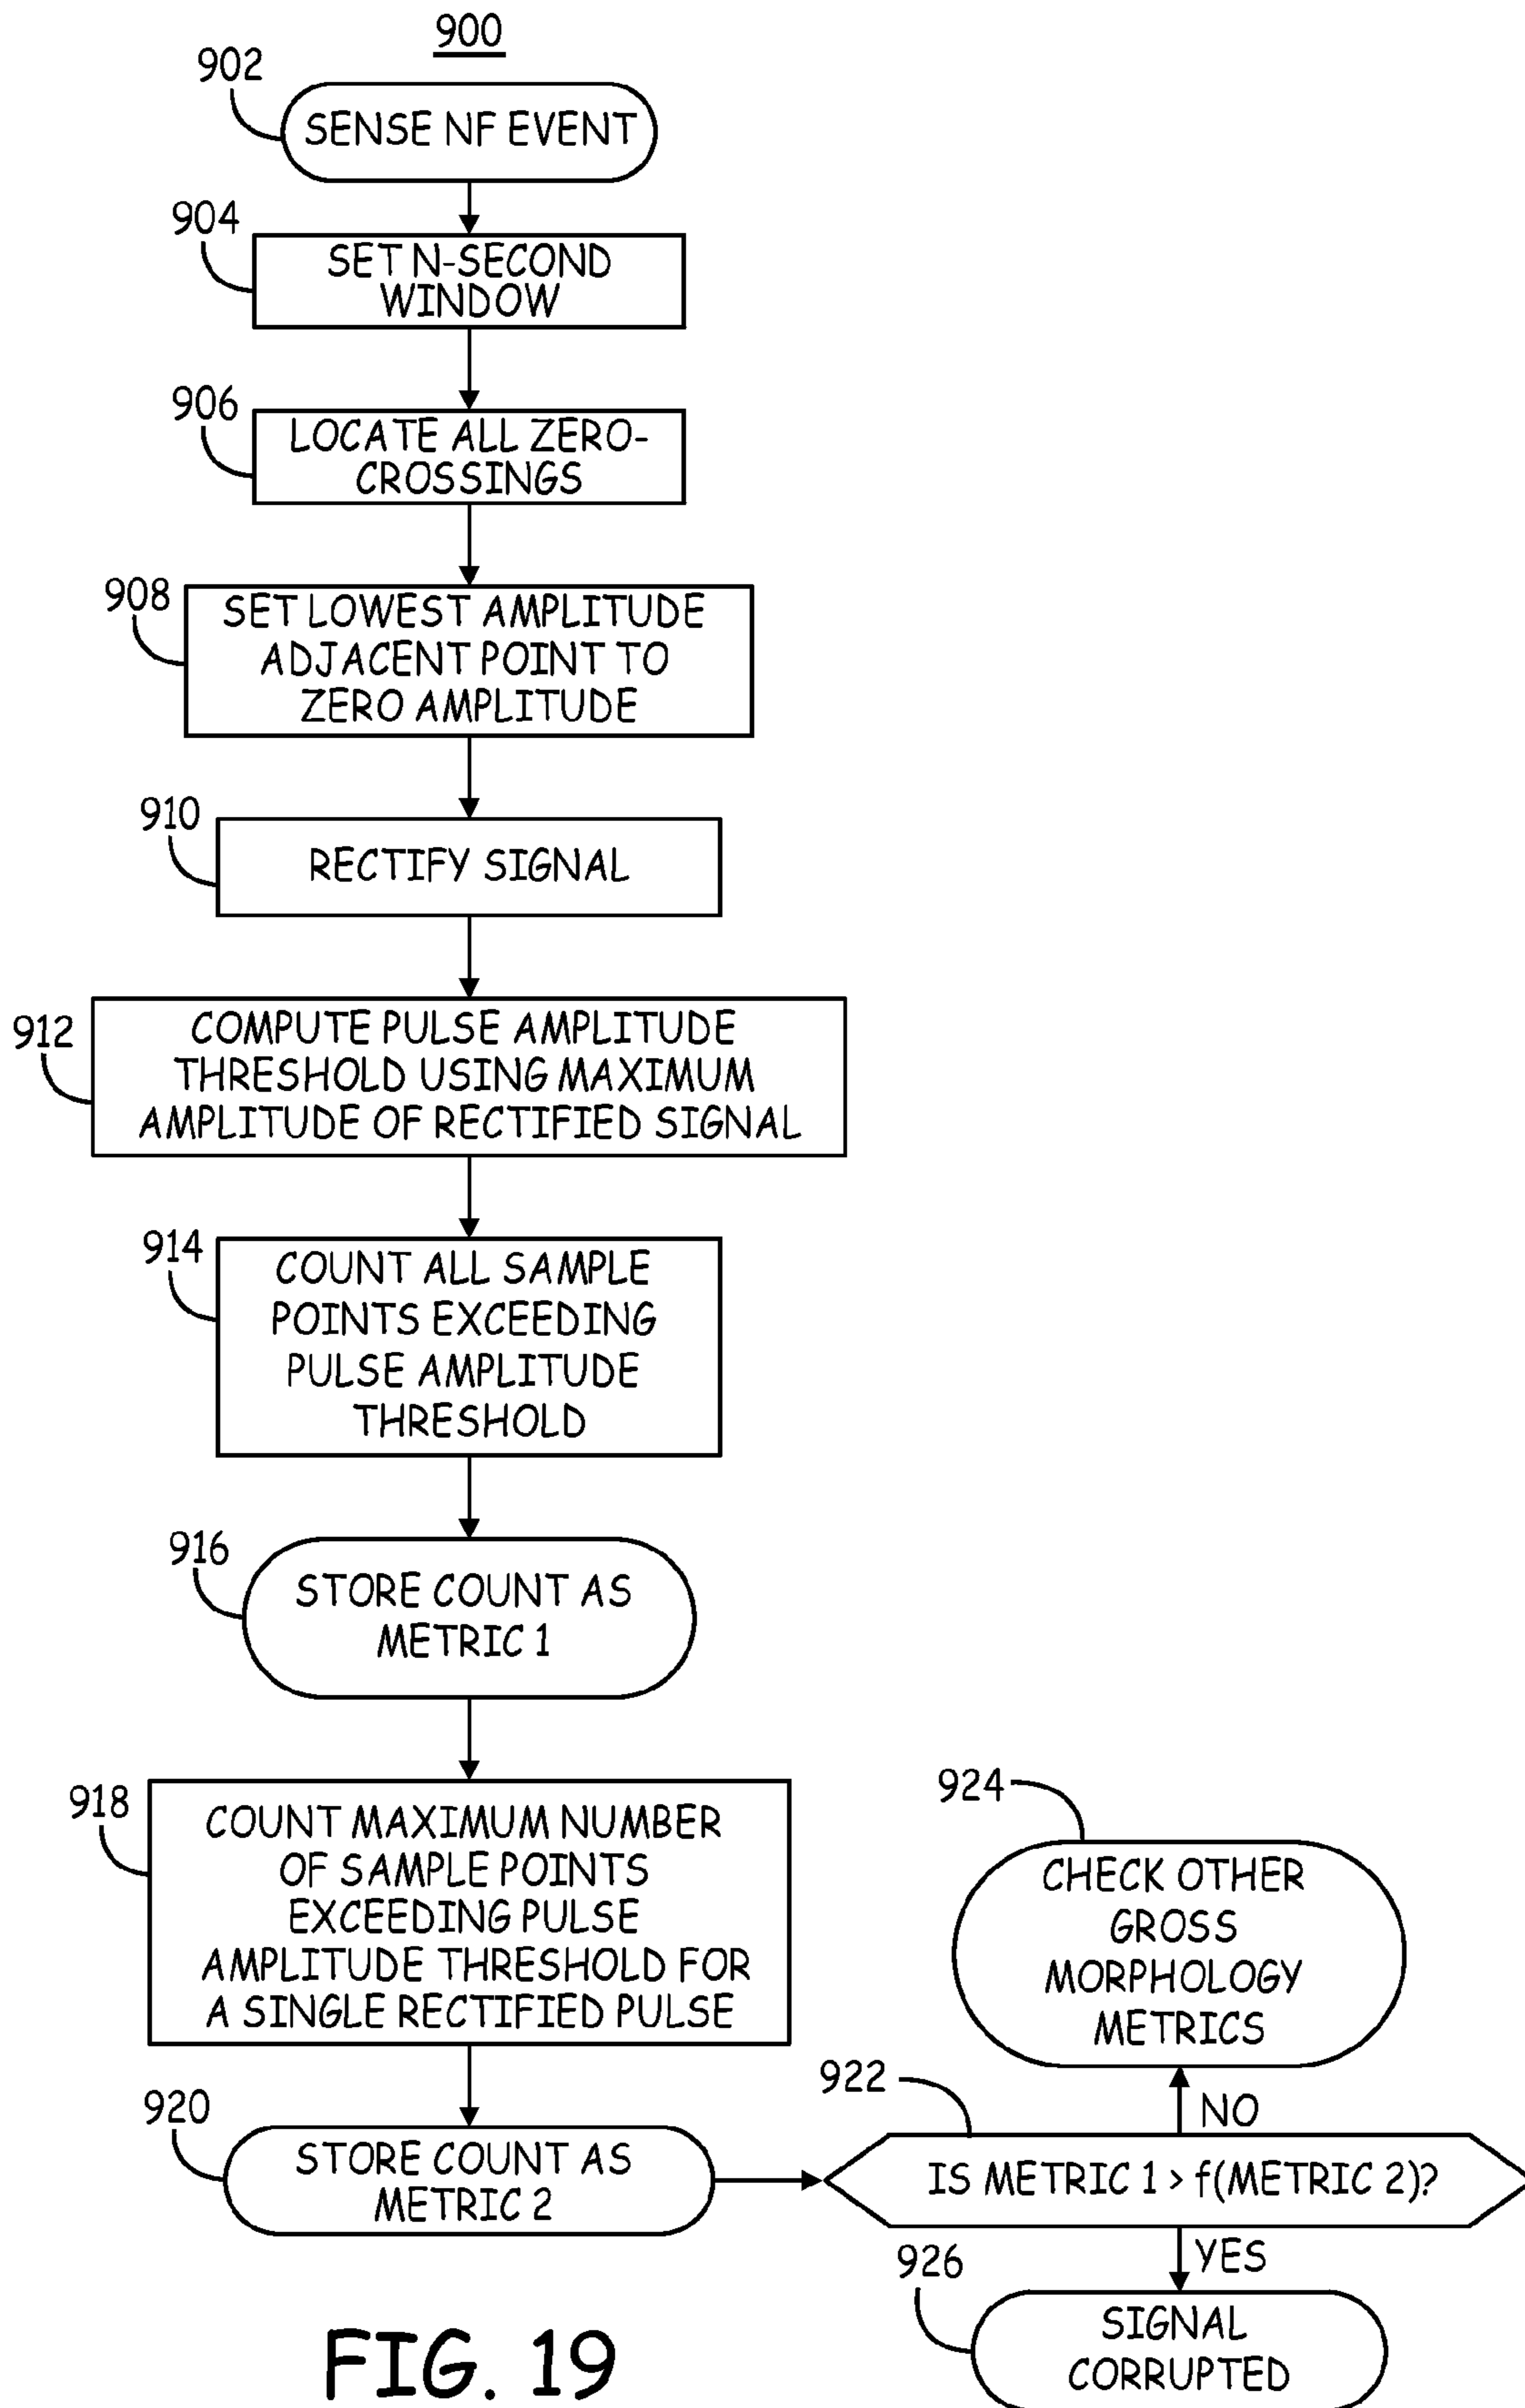 900
902
SENSE NF EVENT
904
SET N-SECOND
WINDOW
906
LOCATE ALL ZERO-
CROSSINGS
908
SET LOWEST AMPLITUDE
ADJACENT POINT TO
ZERO AMPLITUDE
910
RECTIFY SIGNAL
912
COMPUTE PULSE AMPLITUDE
THRESHOLD USING MAXIMUM
AMPLITUDE OF RECTIFIED SIGNAL
914
COUNT ALL SAMPLE
POINTS EXCEEDING
PULSE AMPLITUDE
THRESHOLD
916
STORE COUNT AS
METRIC 1
918
COUNT MAXIMUM NUMBER
OF SAMPLE POINTS
EXCEEDING PULSE
AMPLITUDE THRESHOLD FOR
A SINGLE RECTIFIED PULSE
920
STORE COUNT AS
METRIC 2
922
IS METRIC 1 > f(METRIC 2)?
NO
924
CHECK OTHER
GROSS
MORPHOLOGY
METRICS
YES
926
SIGNAL
CORRUPTED
FIG. 19